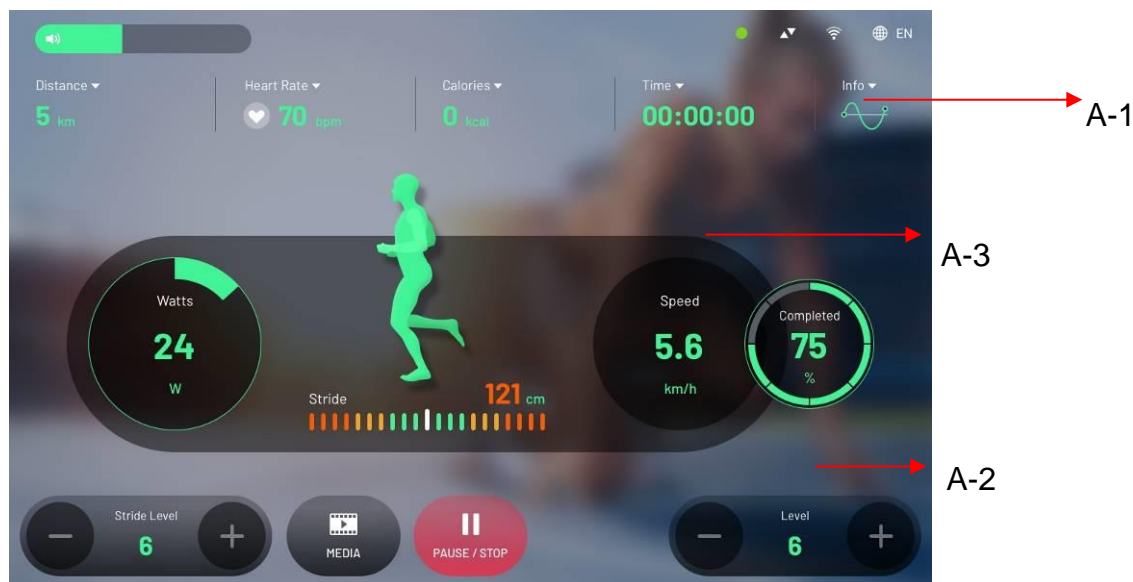 EN
Distance
Heart Rate
Calories
Time
Info
5 km
70 bpm
0 kcal
00:00:00
A-1
A-3
Watts
24
W
Stride
121 cm
Speed
5.6
km/h
Completed
75
%
A-2
Stride Level
6
MEDIA
PAUSE / STOP
Level
6